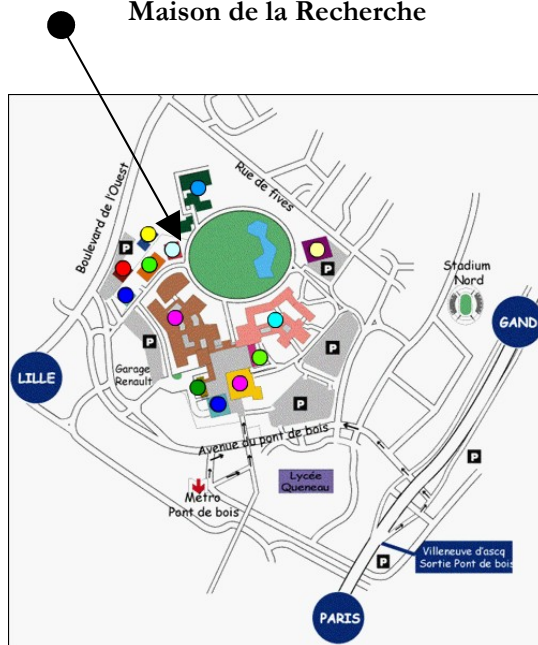 Maison de la Recherche
Boulevard de l'Ouest
Rue de fives
P
P
Stadium
Nord
GAND
P
P
Garage
Renault
LILLE
P
Avenue du pont de bois
P
Lycée
Queneau
Métro
Pont de bois
Villeneuve d'ascq
Sortie Pont de bois
P
PARIS